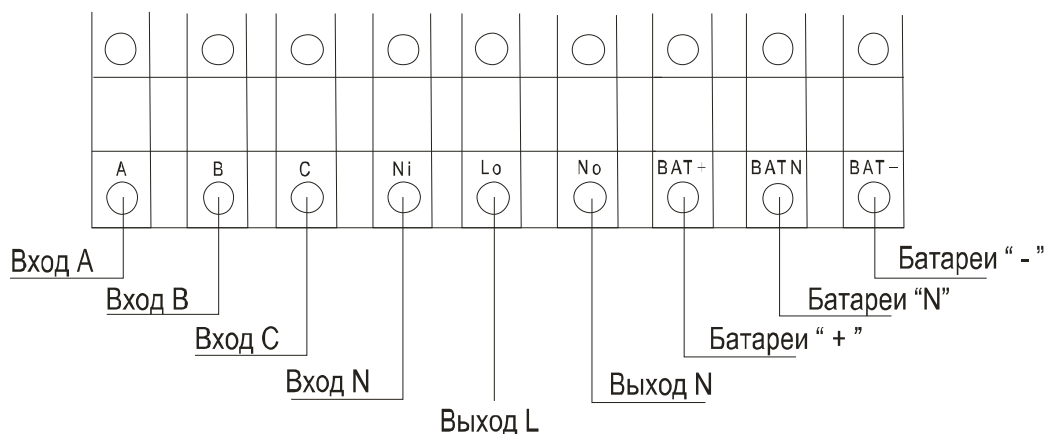 A B C Ni Lo No BAT+ BATN BAT-
Вход A
Вход B
Вход C
Вход N
Выход L
Выход N
Батареи “ + ”
Батареи “N”
Батареи “ - ”